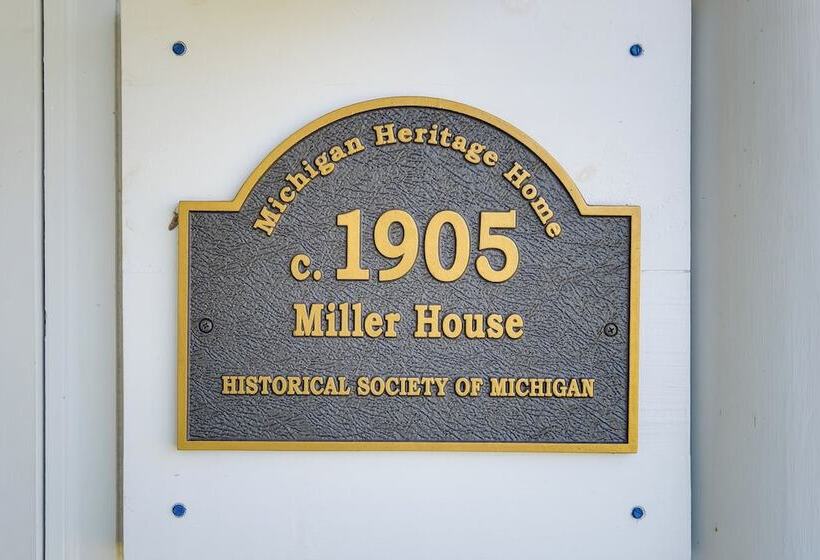 Michigan Heritage Home
c. 1905
Miller House
HISTORICAL SOCIETY OF MICHIGAN